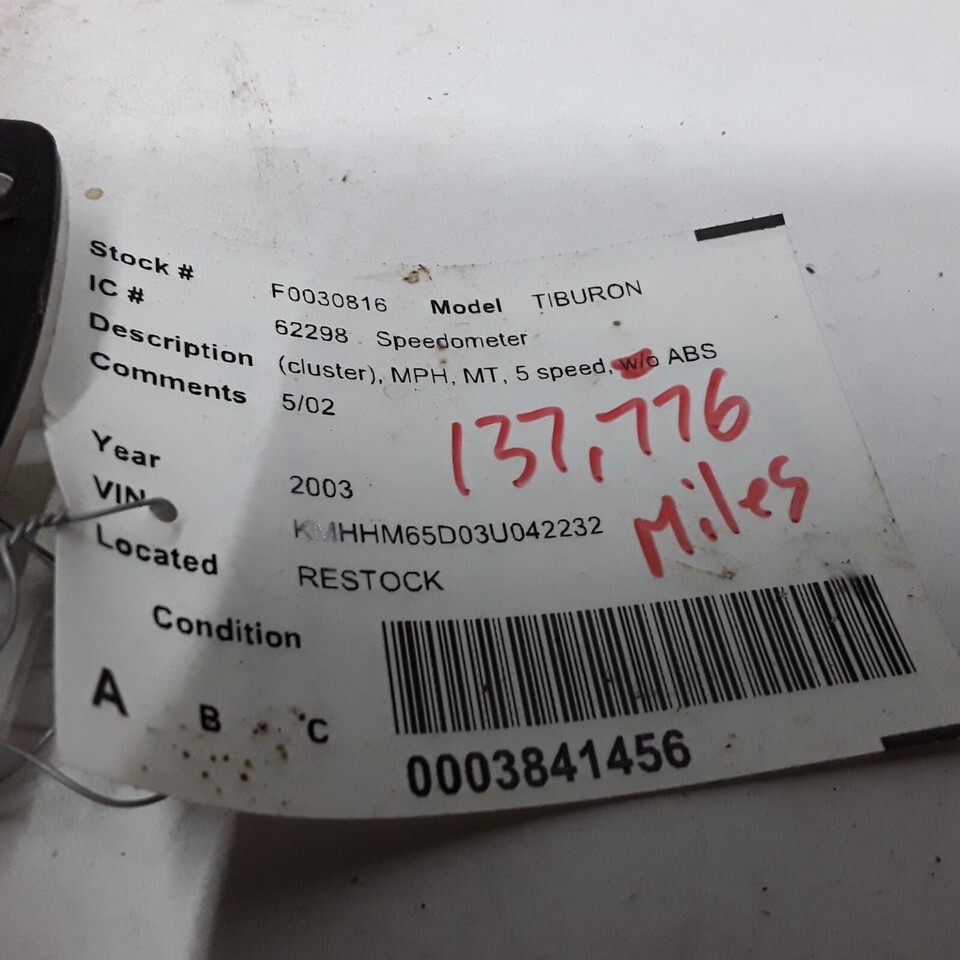 Stock # F0030816 Model TIBURON
IC # 62298 Speedometer
Description (cluster), MPH, MT, 5 speed, w/o ABS
Comments 5/02
137,776
Miles
Year 2003
VIN KMHHM65D03U042232
Located RESTOCK
Condition
A B C
0003841456